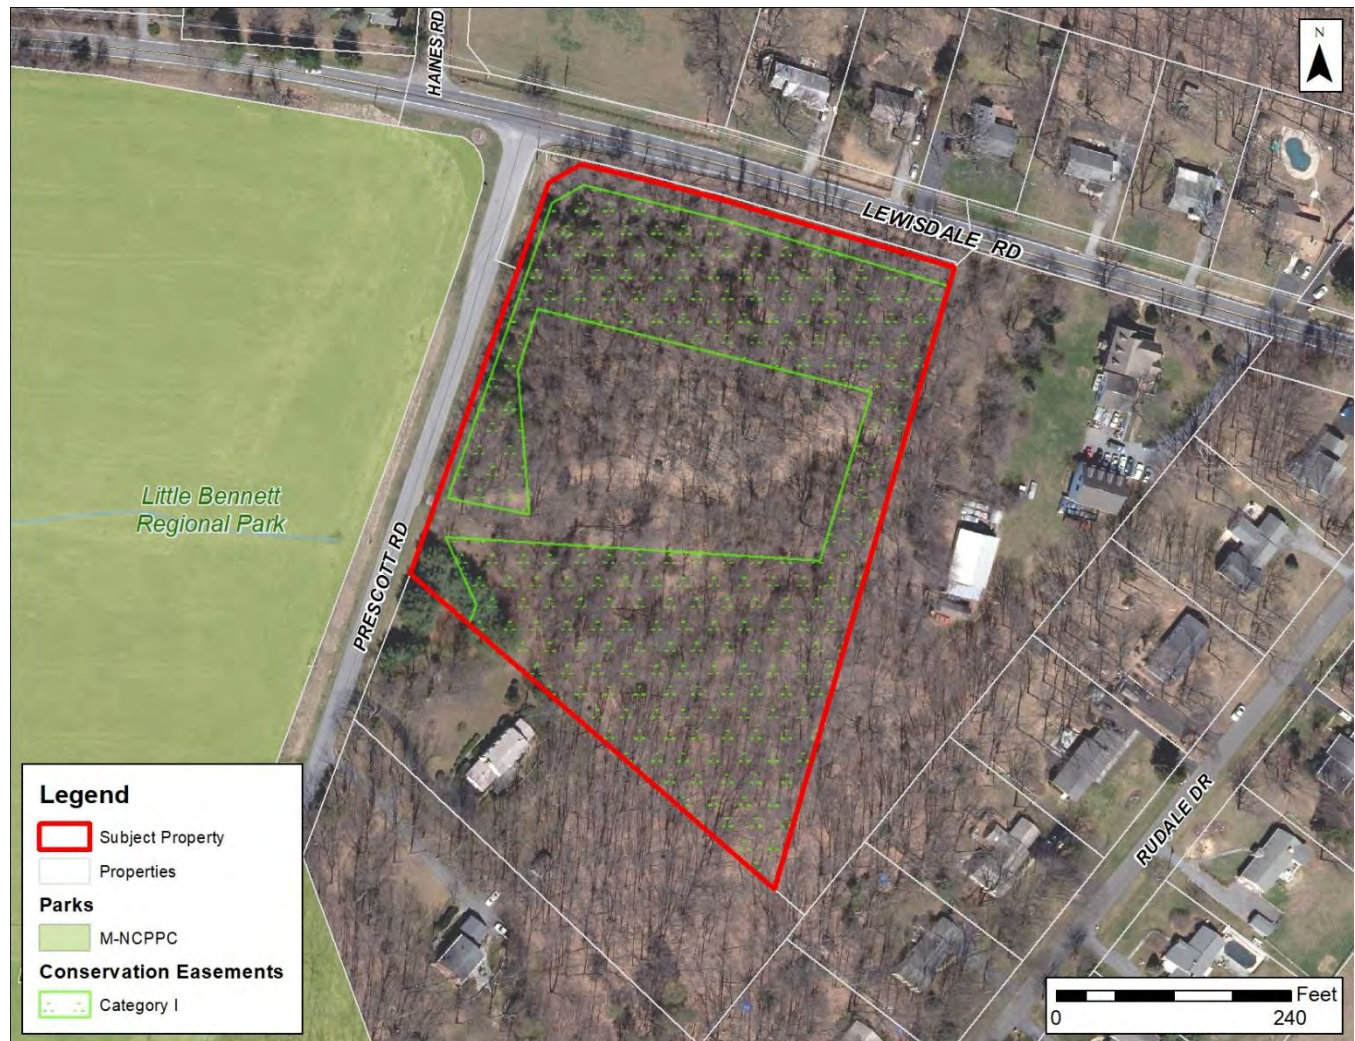 HAINES RD
N
LEWISDALE RD
Little Bennett
Regional Park
PRESCOTT RD
RUDALE DR
Legend
Subject Property
Properties
Parks
M-NCPPC
Conservation Easements
Category I
Feet
0 240